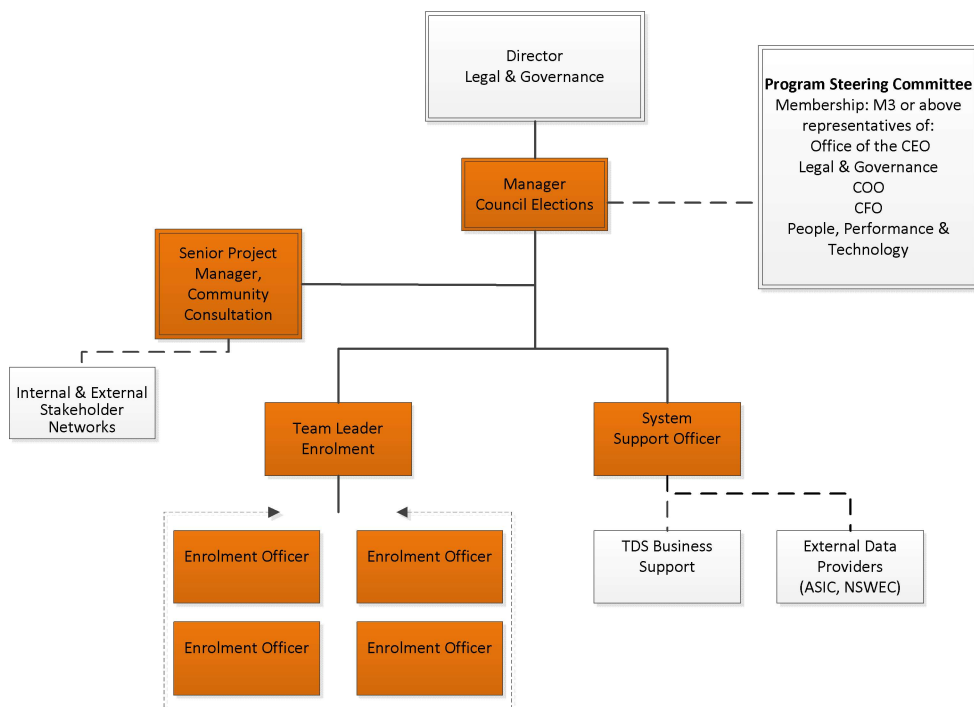 Director
Legal & Governance
Program Steering Committee
Membership: M3 or above
representatives of:
Office of the CEO
Legal & Governance
COO
CFO
People, Performance &
Technology
Manager
Council Elections
Senior Project
Manager,
Community
Consultation
Internal & External
Stakeholder
Networks
Team Leader
Enrolment
System
Support Officer
Enrolment Officer
Enrolment Officer
TDS Business
Support
External Data
Providers
(ASIC, NSWEC)
Enrolment Officer
Enrolment Officer